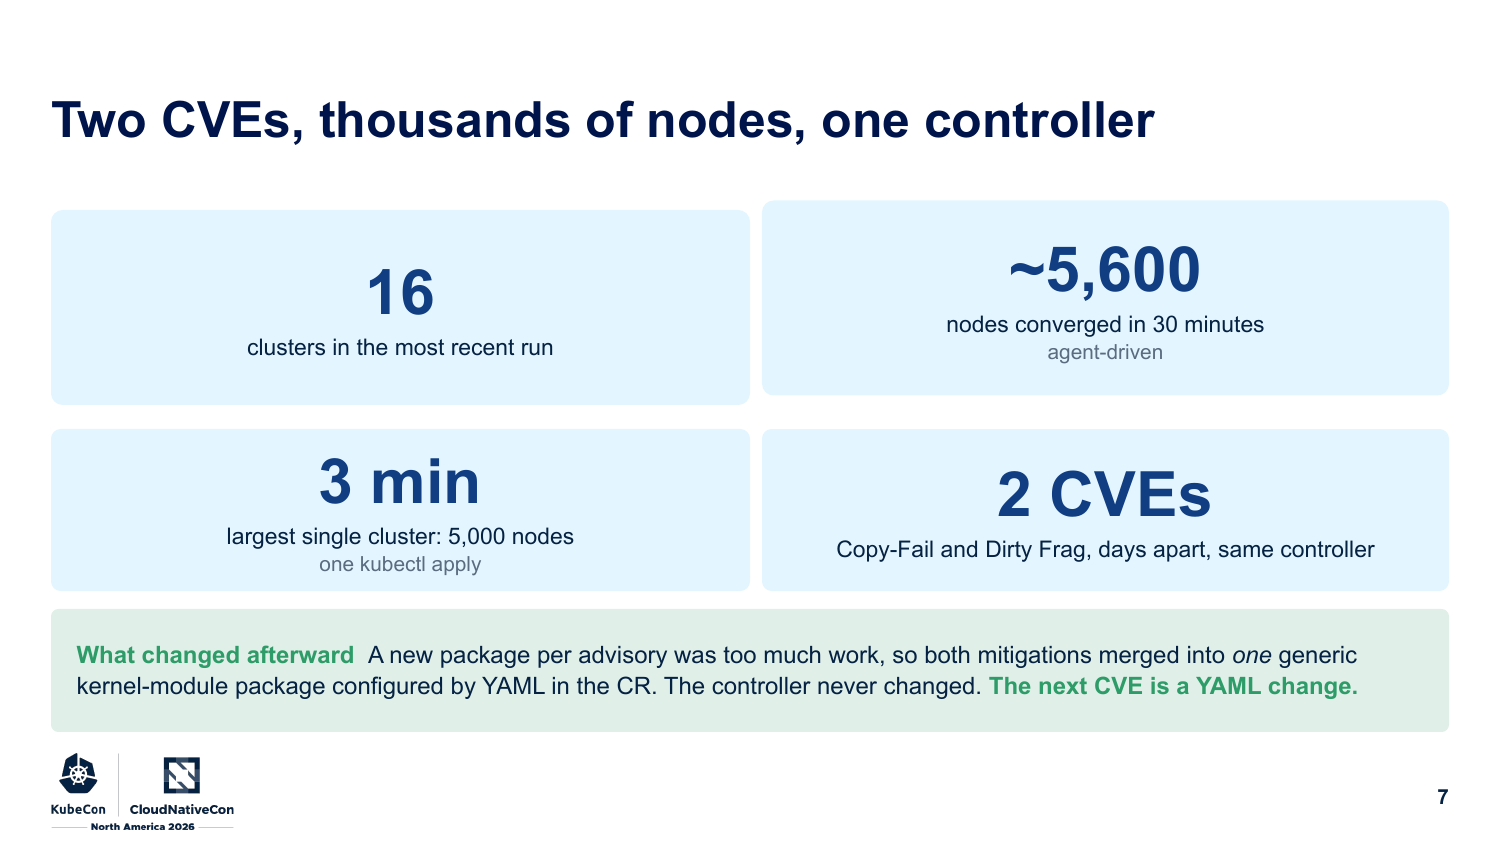 Two CVEs, thousands of nodes, one controller
16
clusters in the most recent run
~5,600
nodes converged in 30 minutes
agent-driven
3 min
largest single cluster: 5,000 nodes
one kubectl apply
2 CVEs
Copy-Fail and Dirty Frag, days apart, same controller
What changed afterward A new package per advisory was too much work, so both mitigations merged into one generic
kernel-module package configured by YAML in the CR. The controller never changed. The next CVE is a YAML change.
KubeCon
CloudNativeCon
North America 2026
7